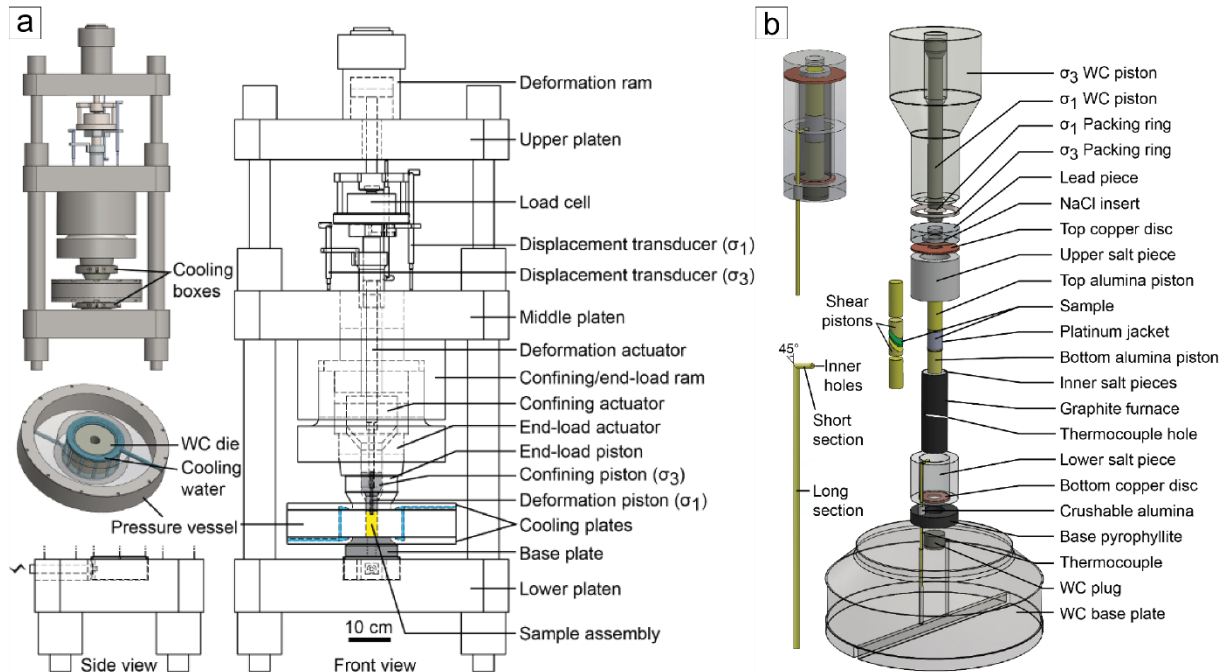 a
Deformation ram
Upper platen
Load cell
Displacement transducer (σ1)
Displacement transducer (σ3)
Cooling
boxes
Middle platen
Deformation actuator
Confining/end-load ram
Confining actuator
End-load actuator
End-load piston
Confining piston (σ3)
Deformation piston (σ1)
WC die
Cooling
water
Pressure vessel
Cooling plates
Base plate
Lower platen
Sample assembly
10 cm
Side view
Front view
b
σ3 WC piston
σ1 WC piston
σ1 Packing ring
σ3 Packing ring
Lead piece
NaCl insert
Top copper disc
Upper salt piece
Top alumina piston
Sample
Platinum jacket
Bottom alumina piston
Inner salt pieces
Graphite furnace
Thermocouple hole
Lower salt piece
Bottom copper disc
Crushable alumina
Base pyrophyllite
Thermocouple
WC plug
WC base plate
Shear
pistons
45°
Inner
holes
Short
section
Long
section